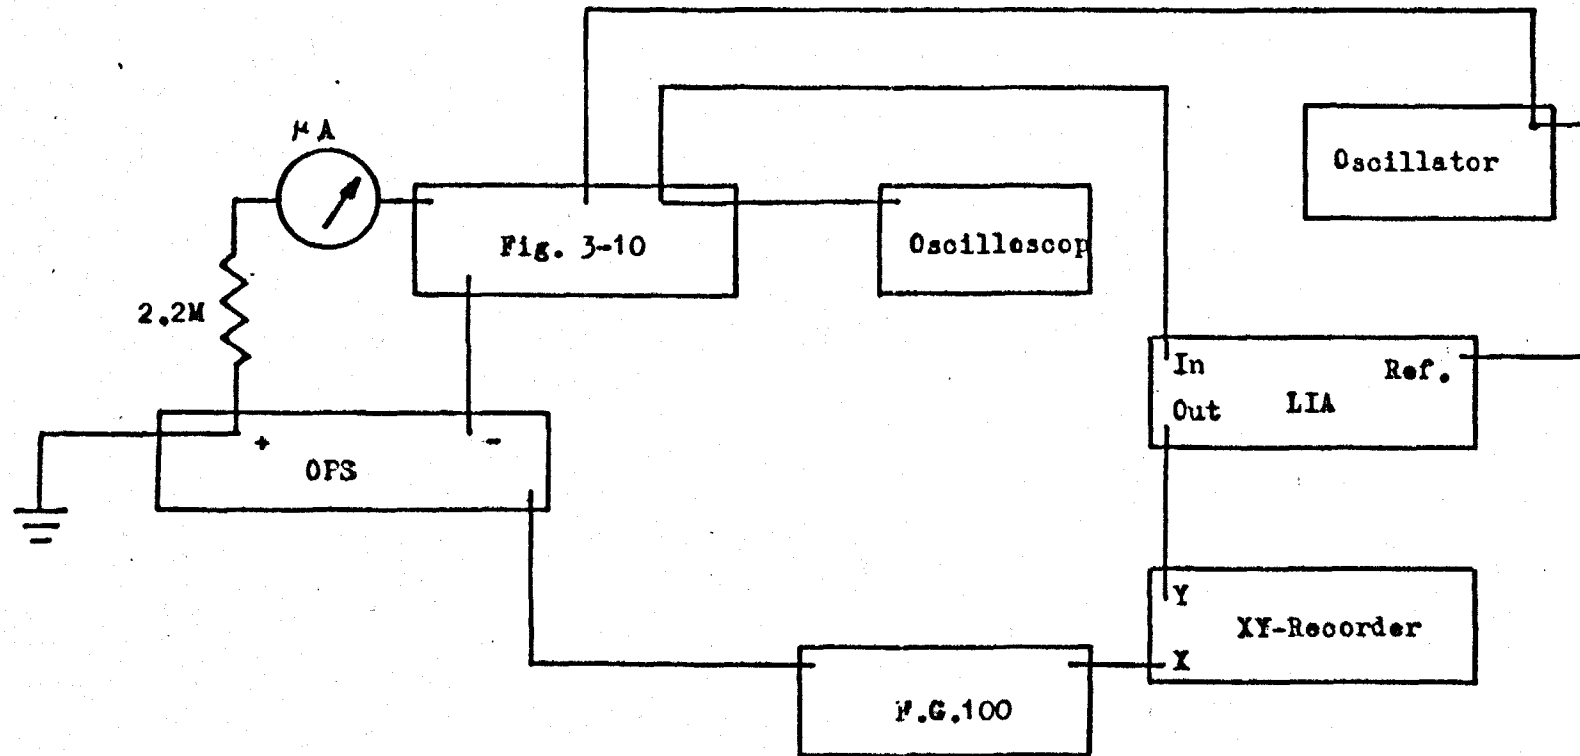 μA
Oscillator
Fig. 3-10
Oscilloscop
2.2M
In
Ref.
Out
LIA
+
-
OPS
Y
XY-Recorder
X
F.G.100